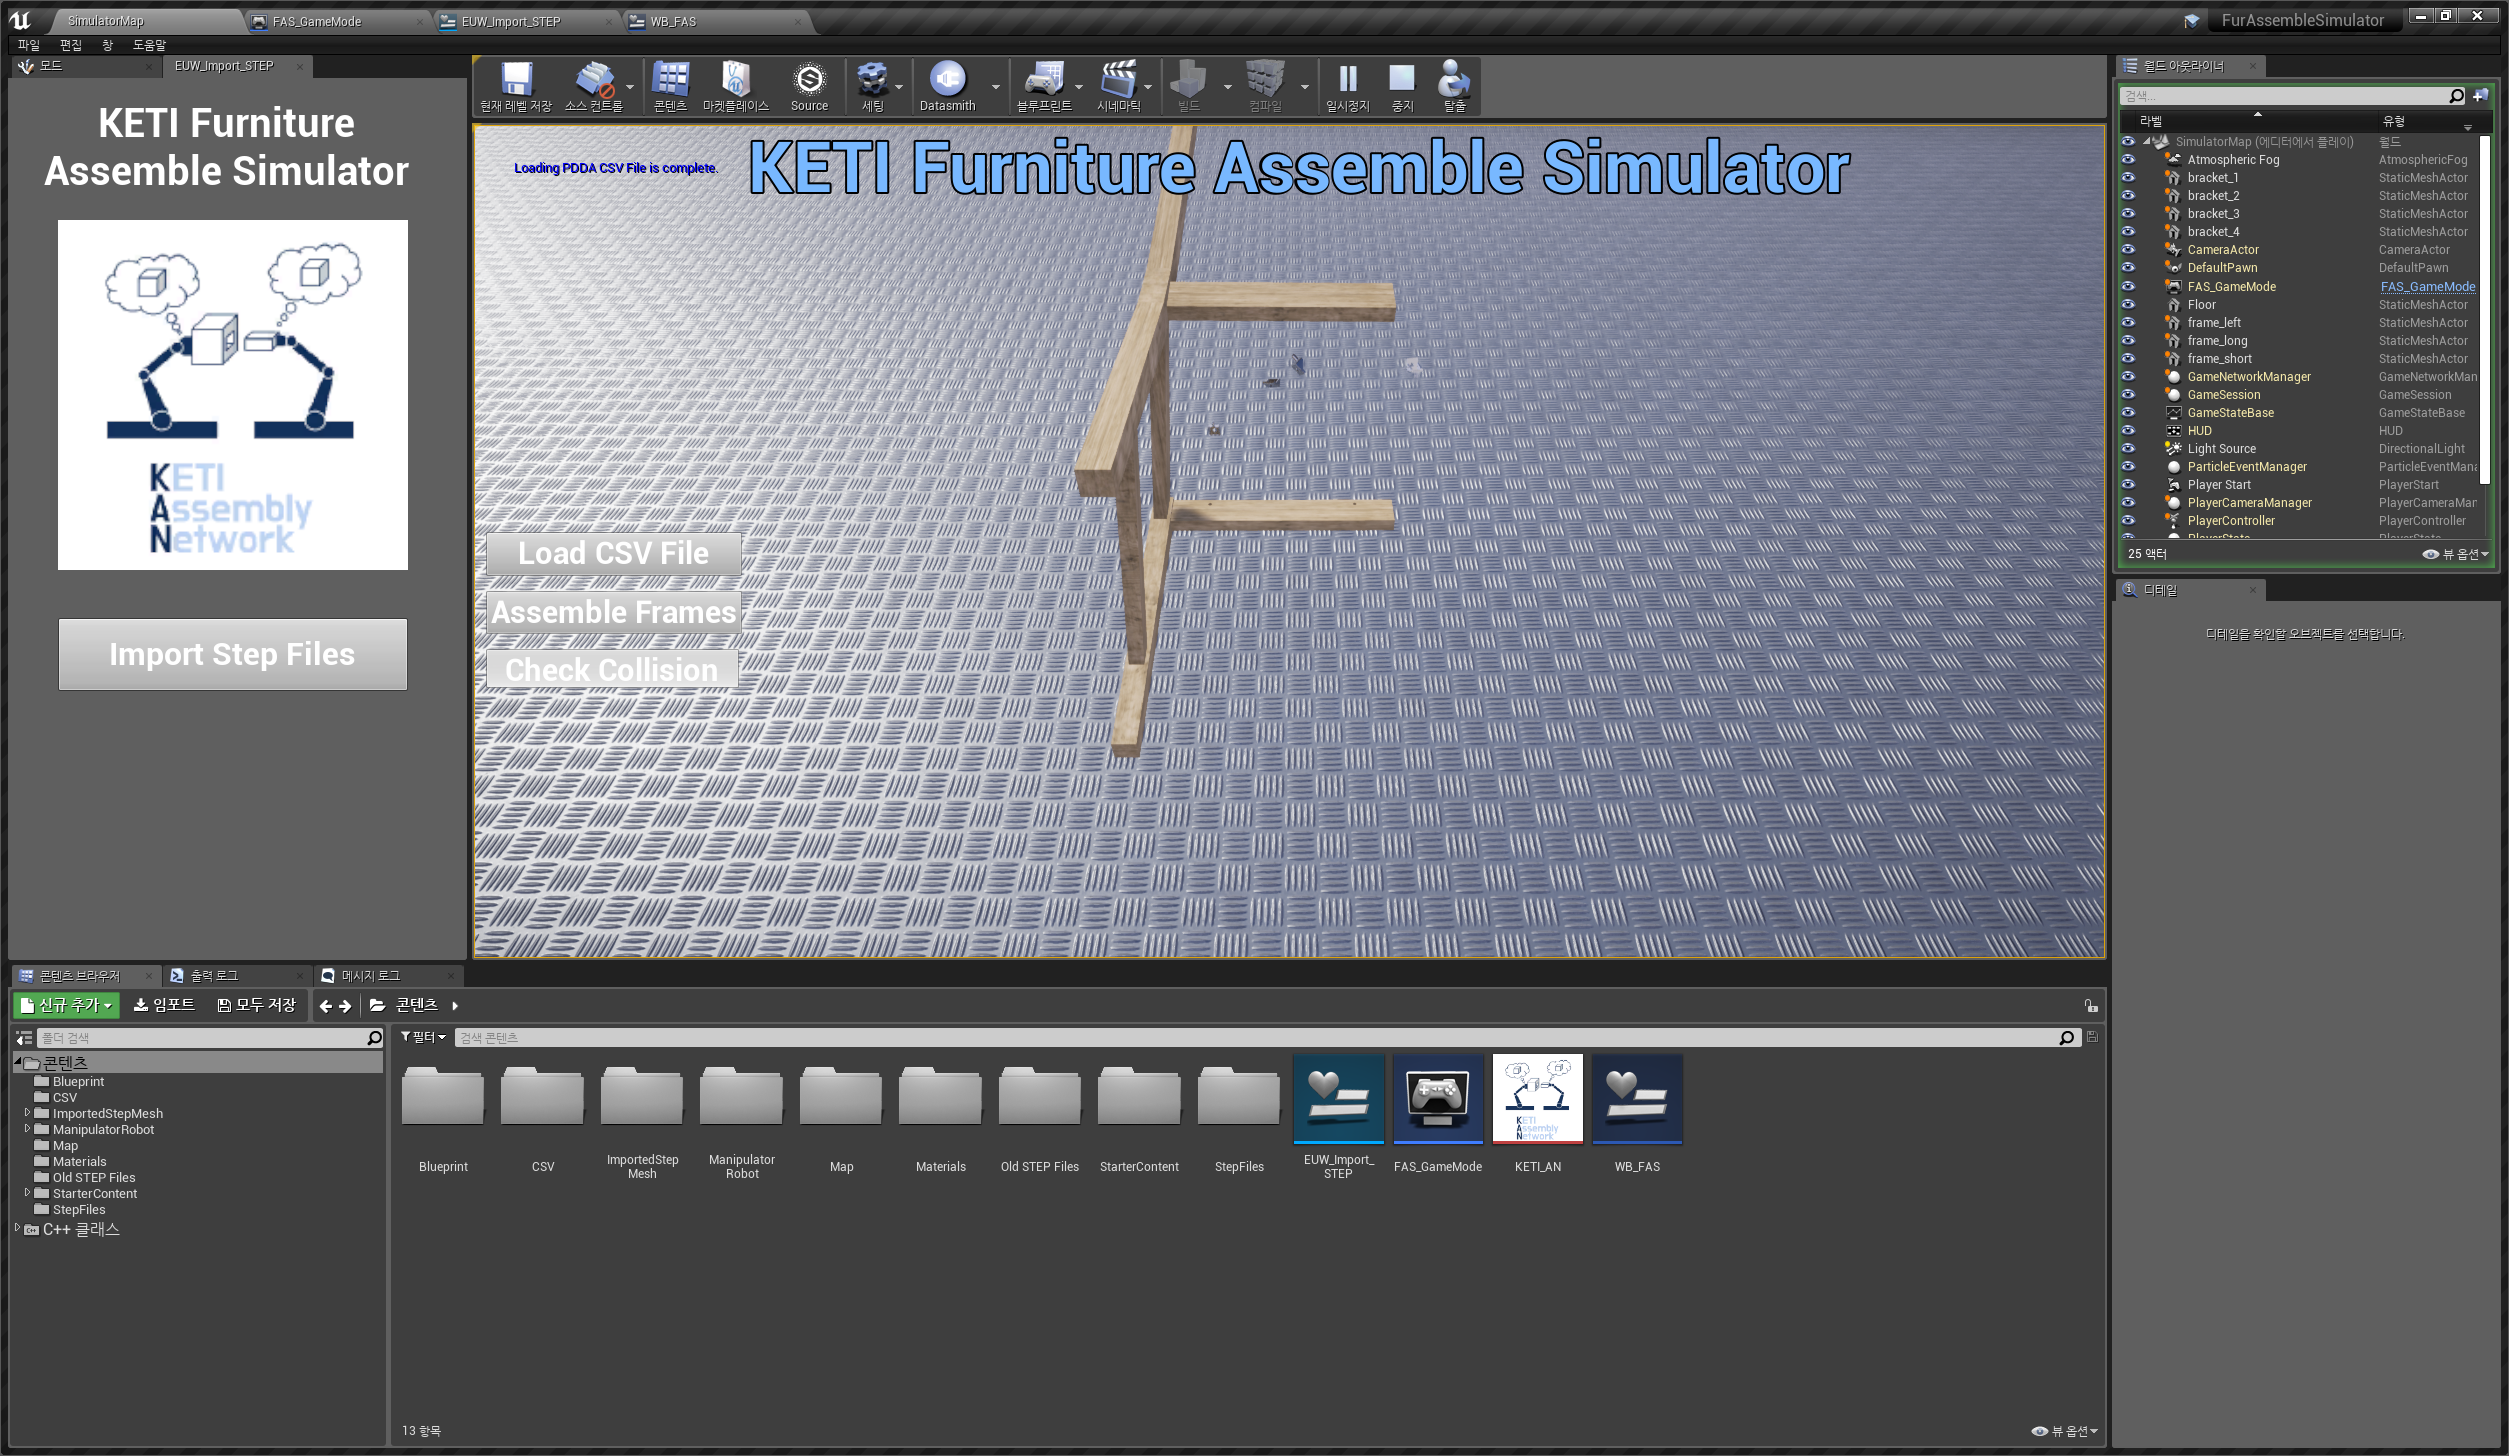 SimulatorMap
FAS_GameMode
EUW_Import_STEP
WB_FAS
FurAssembleSimulator
파일 편집 창 도움말
모드
EUW_Import_STEP
KETI Furniture
Assemble Simulator
KETI
Assembly
Network
Import Step Files
현재 레벨 저장
소스 컨트롤
콘텐츠
마켓플레이스
Source
세팅
Datasmith
블루프린트
시네마틱
빌드
컴파일
일시정지
중지
탈출
Loading PDDA CSV File is complete.
KETI Furniture Assemble Simulator
Load CSV File
Assemble Frames
Check Collision
월드 아웃라이너
검색...
라벨 유형
SimulatorMap (에디터에서 플레이) 월드
Atmospheric Fog AtmosphericFog
bracket_1 StaticMeshActor
bracket_2 StaticMeshActor
bracket_3 StaticMeshActor
bracket_4 StaticMeshActor
CameraActor CameraActor
DefaultPawn DefaultPawn
FAS_GameMode FAS_GameMode
Floor StaticMeshActor
frame_left StaticMeshActor
frame_long StaticMeshActor
frame_short StaticMeshActor
GameNetworkManager GameNetworkMan
GameSession GameSession
GameStateBase GameStateBase
HUD HUD
Light Source DirectionalLight
ParticleEventManager ParticleEventMana
Player Start PlayerStart
PlayerCameraManager PlayerCameraMan
PlayerController PlayerController
PlayerState PlayerState
25 액터 뷰 옵션
디테일
디테일을 확인할 오브젝트를 선택합니다.
콘텐츠 브라우저
출력 로그
메시지 로그
신규 추가 임포트 모두 저장 콘텐츠
폴더 검색
필터
검색 콘텐츠
콘텐츠
Blueprint
CSV
ImportedStepMesh
ManipulatorRobot
Map
Materials
Old STEP Files
StarterContent
StepFiles
C++ 클래스
Blueprint
CSV
ImportedStep
Mesh
Manipulator
Robot
Map
Materials
Old STEP Files
StarterContent
StepFiles
EUW_Import_
STEP
FAS_GameMode
KETI
Assembly
Network
KETI_AN
WB_FAS
13 항목
뷰 옵션